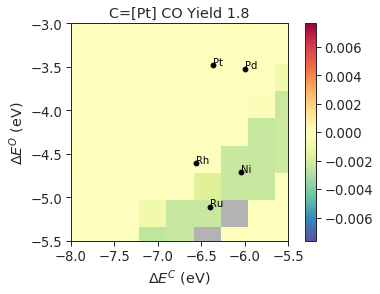 C=[Pt] CO Yield 1.8
−3.0
−3.5
−4.0
−4.5
−5.0
−5.5
ΔE^O (eV)
Pt
Pd
Rh
Ni
Ru
−8.0 −7.5 −7.0 −6.5 −6.0 −5.5
ΔE^C (eV)
0.006
0.004
0.002
0.000
−0.002
−0.004
−0.006